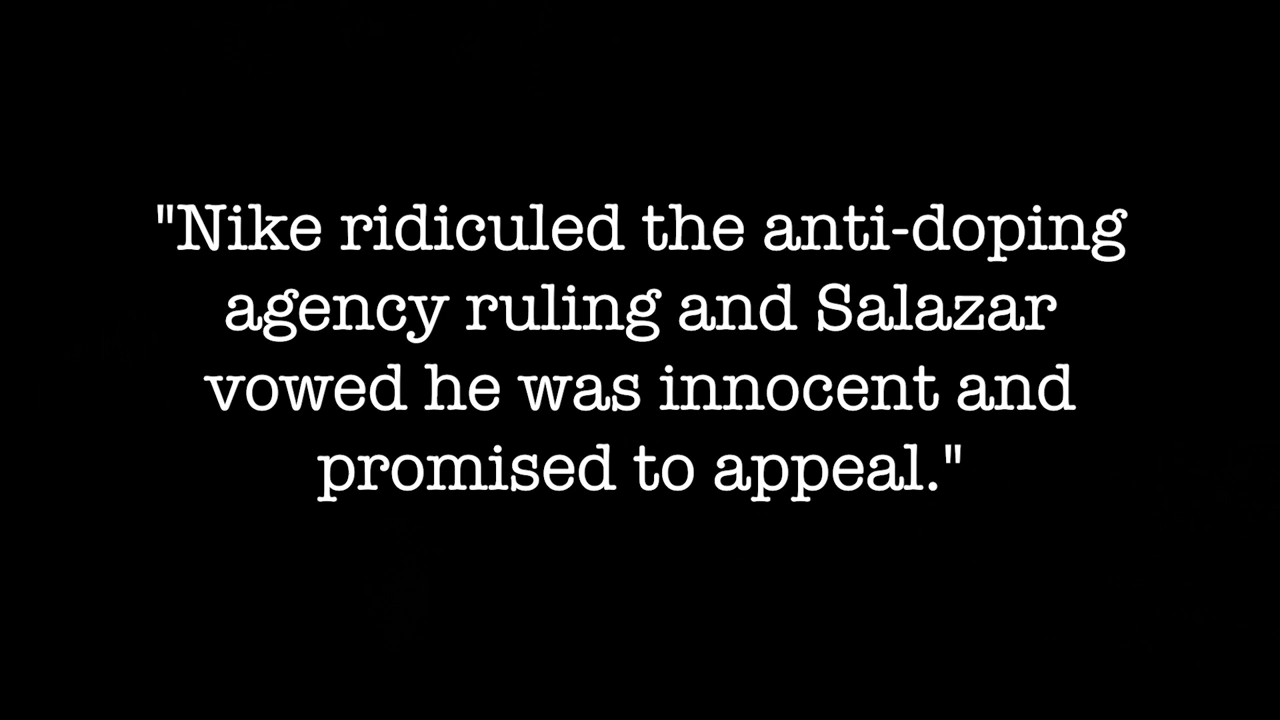 "Nike ridiculed the anti-doping
agency ruling and Salazar
vowed he was innocent and
promised to appeal."